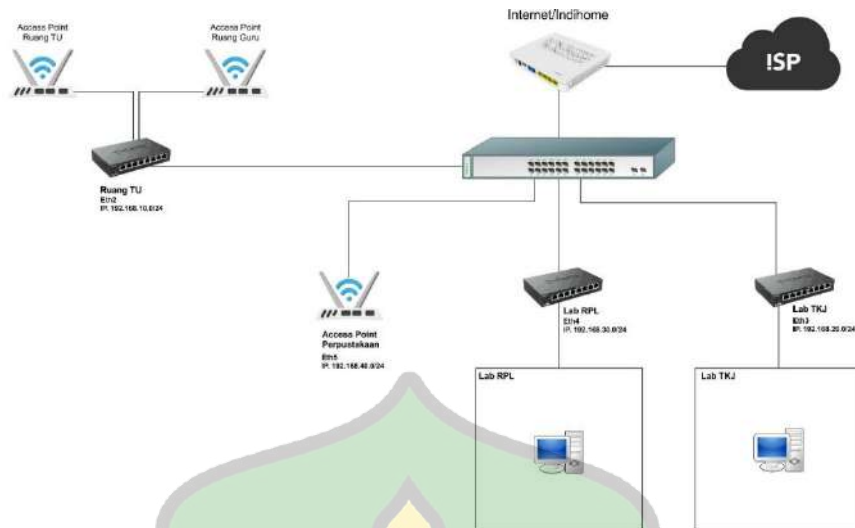 Internet/Indihome
Access Point
Ruang TU
Access Point
Ruang Guru
ISP
Ruang TU
Eth2
IP. 192.168.10.0/24
Lab RPL
Eth4
IP. 192.168.30.0/24
Lab TKJ
Eth3
IP. 192.168.20.0/24
Access Point
Perpustakaan
Eth5
IP. 192.168.40.0/24
Lab RPL
Lab TKJ